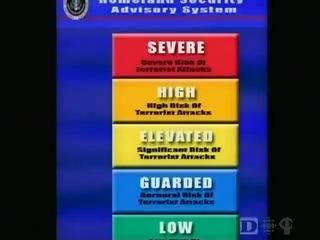 Homeland Security
Advisory System
SEVERE
Severe Risk Of
Terrorist Attacks
HIGH
High Risk Of
Terrorist Attacks
ELEVATED
Significant Risk Of
Terrorist Attacks
GUARDED
General Risk Of
Terrorist Attacks
LOW